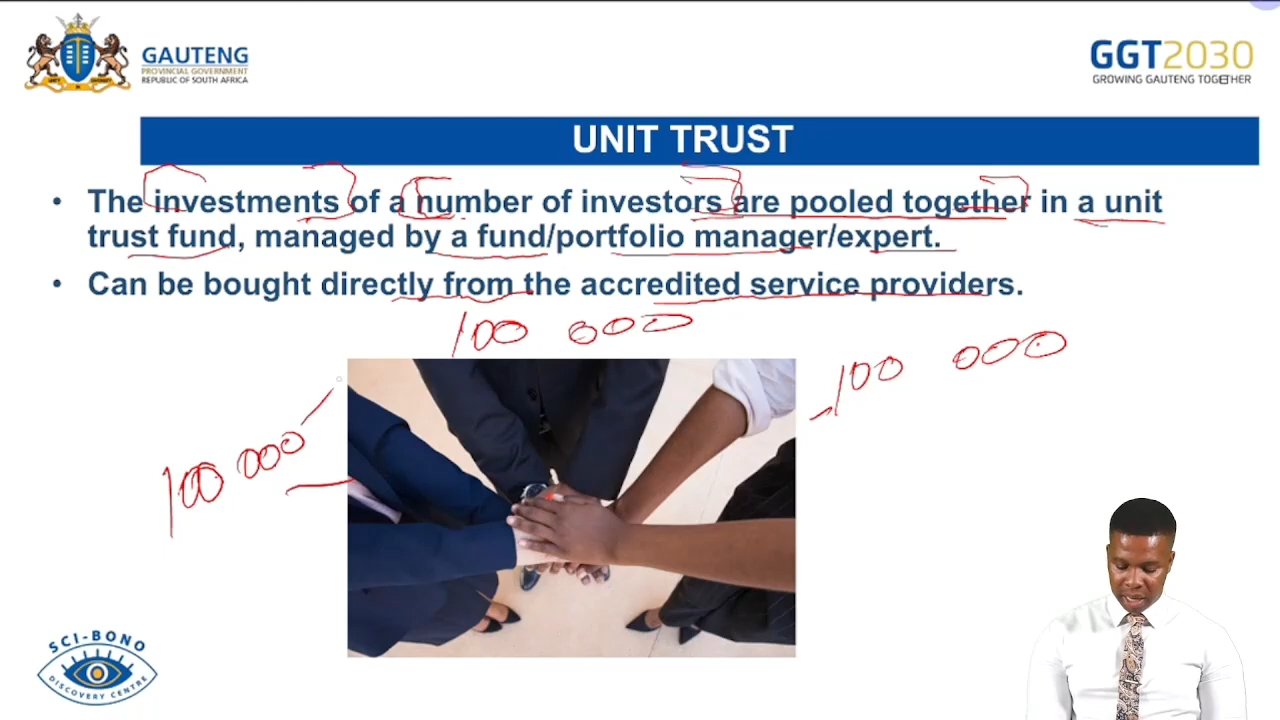 GAUTENG
PROVINCIAL GOVERNMENT
REPUBLIC OF SOUTH AFRICA
GGT2030
GROWING GAUTENG TOGETHER
UNIT TRUST
• The investments of a number of investors are pooled together in a unit
trust fund, managed by a fund/portfolio manager/expert.
• Can be bought directly from the accredited service providers.
100 000
100 000
100 000
SCI-BONO
DISCOVERY CENTRE